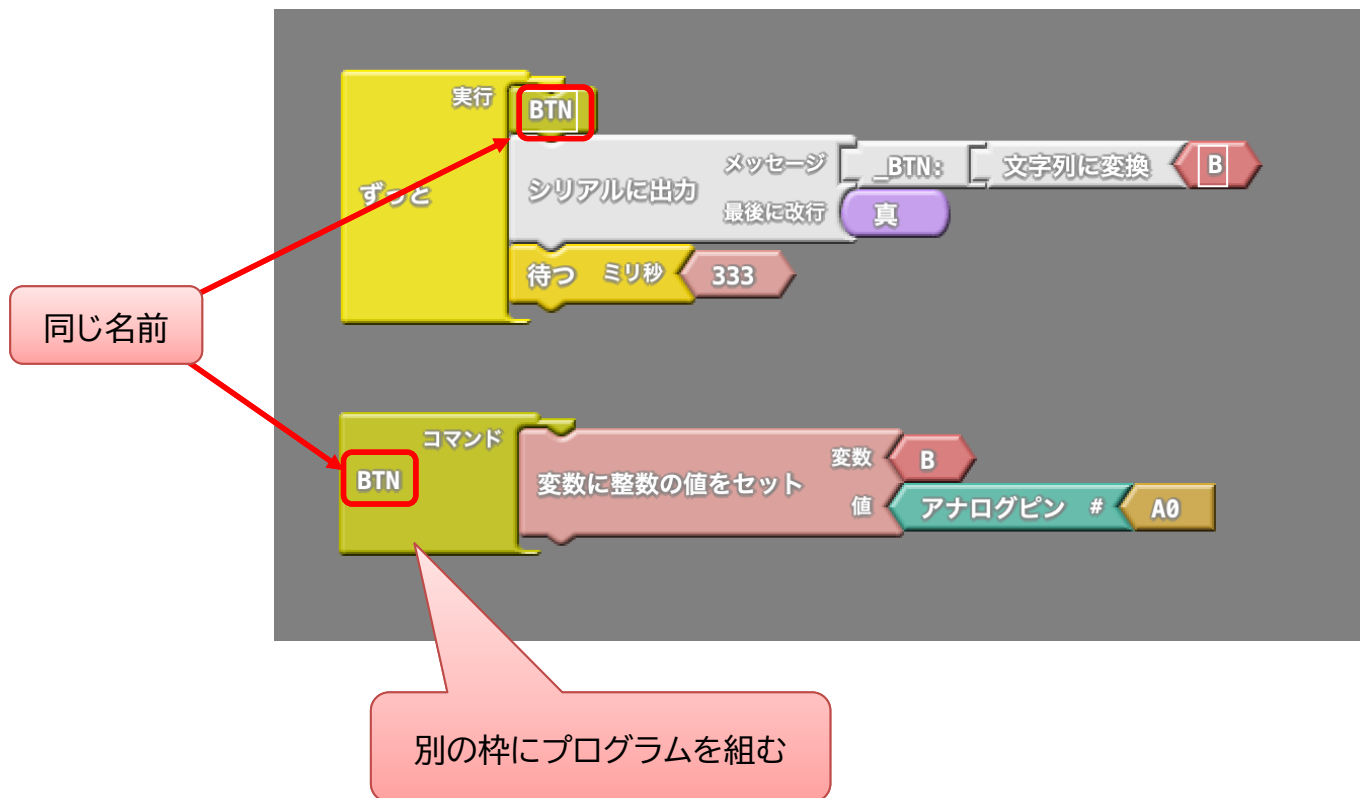 実行
BTN
ずっと
シリアルに出力
メッセージ
_BTN:
文字列に変換
B
最後に改行
真
待つ ミリ秒
333
同じ名前
コマンド
BTN
変数に整数の値をセット
変数
B
値
アナログピン #
A0
別の枠にプログラムを組む